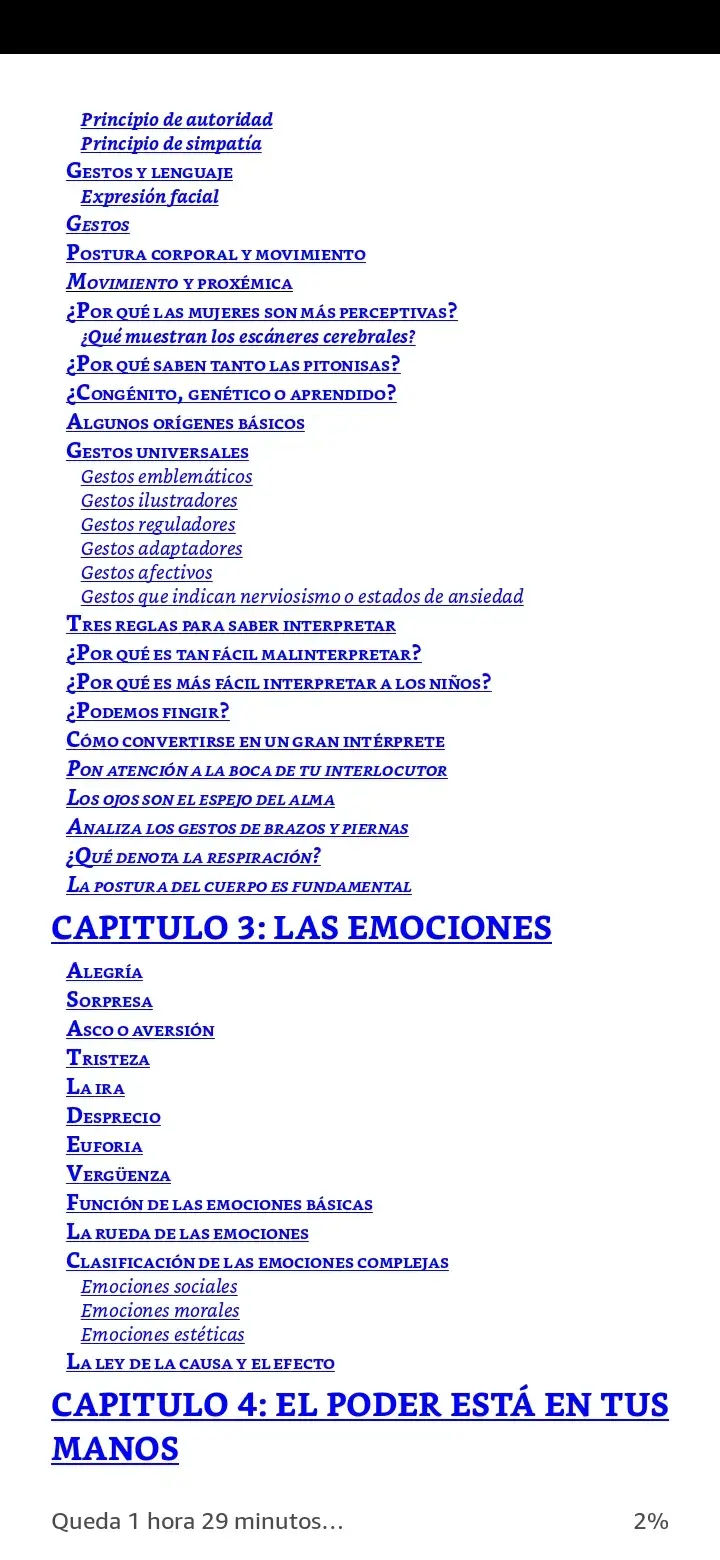 Principio de autoridad
Principio de simpatía
Gestos y lenguaje
Expresión facial
Gestos
Postura corporal y movimiento
Movimiento y proxémica
¿Por qué las mujeres son más perceptivas?
¿Qué muestran los escáneres cerebrales?
¿Por qué saben tanto las pitonisas?
¿Congénito, genético o aprendido?
Algunos orígenes básicos
Gestos universales
Gestos emblemáticos
Gestos ilustradores
Gestos reguladores
Gestos adaptadores
Gestos afectivos
Gestos que indican nerviosismo o estados de ansiedad
Tres reglas para saber interpretar
¿Por qué es tan fácil malinterpretar?
¿Por qué es más fácil interpretar a los niños?
¿Podemos fingir?
Cómo convertirse en un gran intérprete
Pon atención a la boca de tu interlocutor
Los ojos son el espejo del alma
Analiza los gestos de brazos y piernas
¿Qué denota la respiración?
La postura del cuerpo es fundamental
CAPITULO 3: LAS EMOCIONES
Alegría
Sorpresa
Asco o aversión
Tristeza
La ira
Desprecio
Euforia
Vergüenza
Función de las emociones básicas
La rueda de las emociones
Clasificación de las emociones complejas
Emociones sociales
Emociones morales
Emociones estéticas
La ley de la causa y el efecto
CAPITULO 4: EL PODER ESTÁ EN TUS
MANOS
Queda 1 hora 29 minutos... 2%